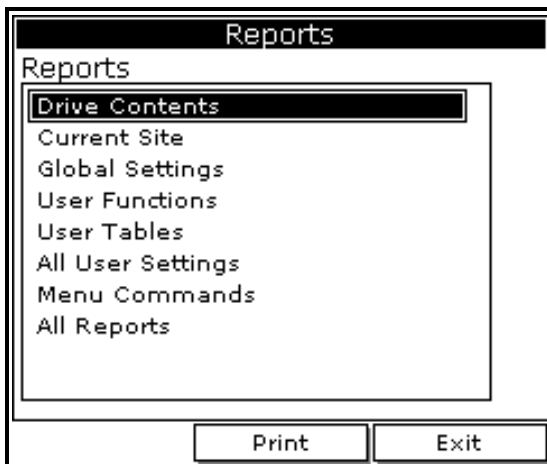 Reports
Reports
Drive Contents
Current Site
Global Settings
User Functions
User Tables
All User Settings
Menu Commands
All Reports
Print Exit